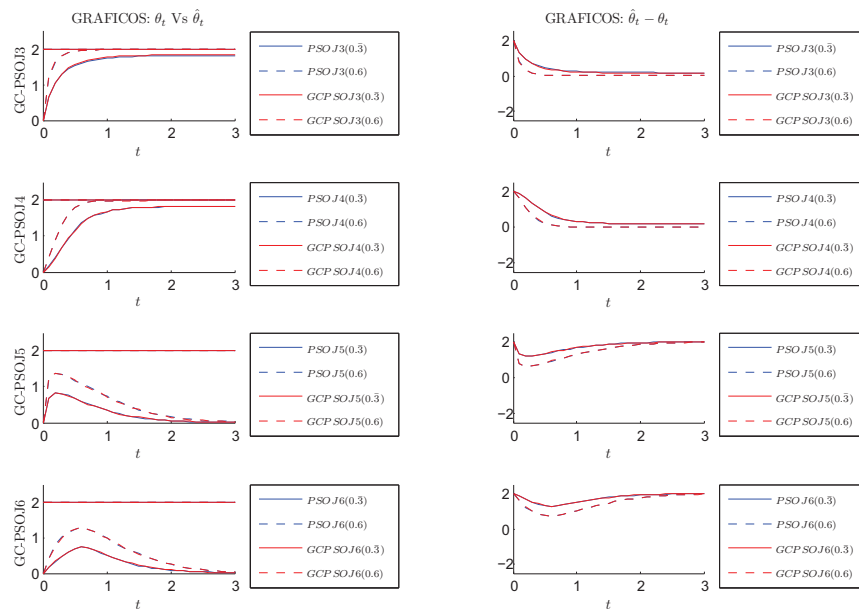 GRAFICOS: θ_t Vs θ̂_t
GC-PSOJ3
2
1
0
0
1
2
3
t
PSOJ3(0.3̄)
PSOJ3(0.6)
GCPSOJ3(0.3̄)
GCPSOJ3(0.6)
GRAFICOS: θ̂_t − θ_t
2
0
−2
0
1
2
3
t
PSOJ3(0.3̄)
PSOJ3(0.6)
GCPSOJ3(0.3̄)
GCPSOJ3(0.6)
GC-PSOJ4
2
1
0
0
1
2
3
t
PSOJ4(0.3̄)
PSOJ4(0.6)
GCPSOJ4(0.3̄)
GCPSOJ4(0.6)
2
0
−2
0
1
2
3
t
PSOJ4(0.3̄)
PSOJ4(0.6)
GCPSOJ4(0.3̄)
GCPSOJ4(0.6)
GC-PSOJ5
2
1
0
0
1
2
3
t
PSOJ5(0.3̄)
PSOJ5(0.6)
GCPSOJ5(0.3̄)
GCPSOJ5(0.6)
2
0
−2
0
1
2
3
t
PSOJ5(0.3̄)
PSOJ5(0.6)
GCPSOJ5(0.3̄)
GCPSOJ5(0.6)
GC-PSOJ6
2
1
0
0
1
2
3
t
PSOJ6(0.3̄)
PSOJ6(0.6)
GCPSOJ6(0.3̄)
GCPSOJ6(0.6)
2
0
−2
0
1
2
3
t
PSOJ6(0.3̄)
PSOJ6(0.6)
GCPSOJ6(0.3̄)
GCPSOJ6(0.6)